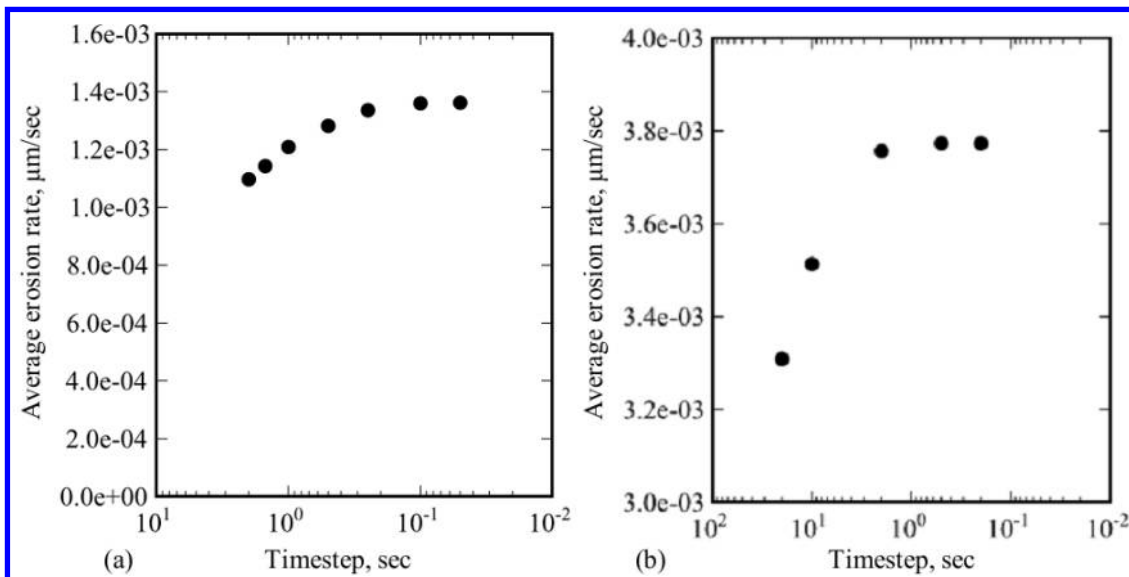 Average erosion rate, μm/sec
1.6e-03
1.4e-03
1.2e-03
1.0e-03
8.0e-04
6.0e-04
4.0e-04
2.0e-04
0.0e+00
10¹ 10⁰ 10⁻¹ 10⁻²
(a) Timestep, sec
Average erosion rate, μm/sec
4.0e-03
3.8e-03
3.6e-03
3.4e-03
3.2e-03
3.0e-03
10² 10¹ 10⁰ 10⁻¹ 10⁻²
(b) Timestep, sec